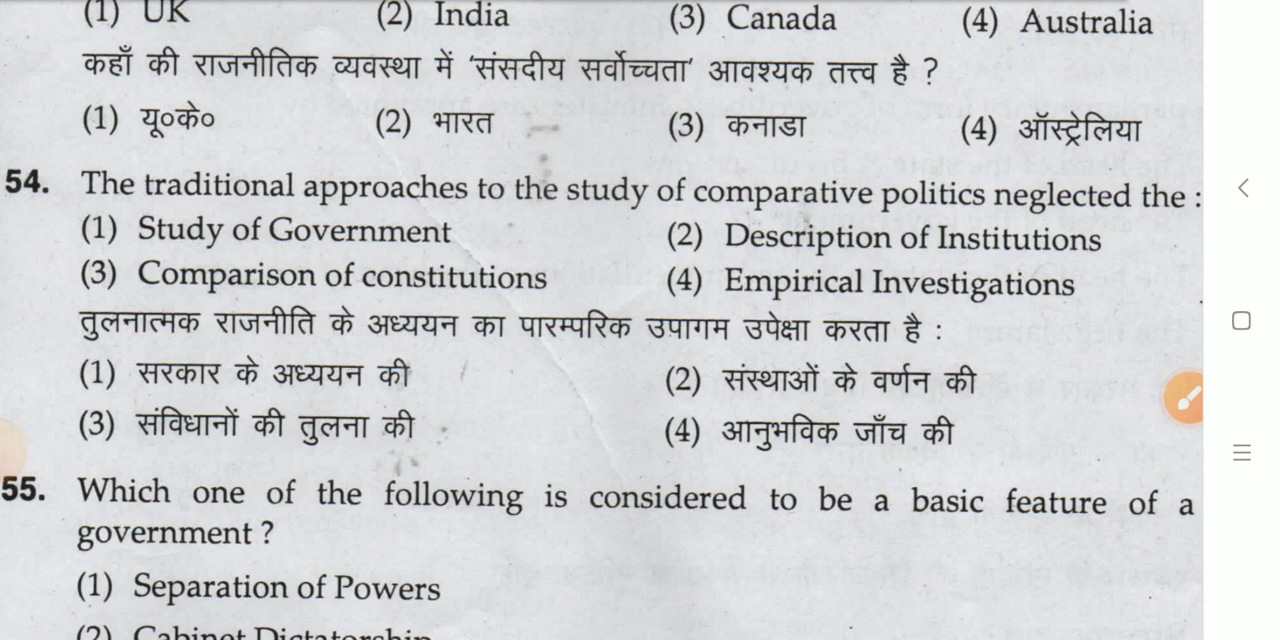 (1) UK (2) India (3) Canada (4) Australia
कहाँ की राजनीतिक व्यवस्था में 'संसदीय सर्वोच्चता' आवश्यक तत्त्व है ?
(1) यू०के० (2) भारत (3) कनाडा (4) ऑस्ट्रेलिया
54. The traditional approaches to the study of comparative politics neglected the :
(1) Study of Government (2) Description of Institutions
(3) Comparison of constitutions (4) Empirical Investigations
तुलनात्मक राजनीति के अध्ययन का पारम्परिक उपागम उपेक्षा करता है :
(1) सरकार के अध्ययन की (2) संस्थाओं के वर्णन की
(3) संविधानों की तुलना की (4) आनुभविक जाँच की
55. Which one of the following is considered to be a basic feature of a
government ?
(1) Separation of Powers
(2) Cabinet Dictatorship